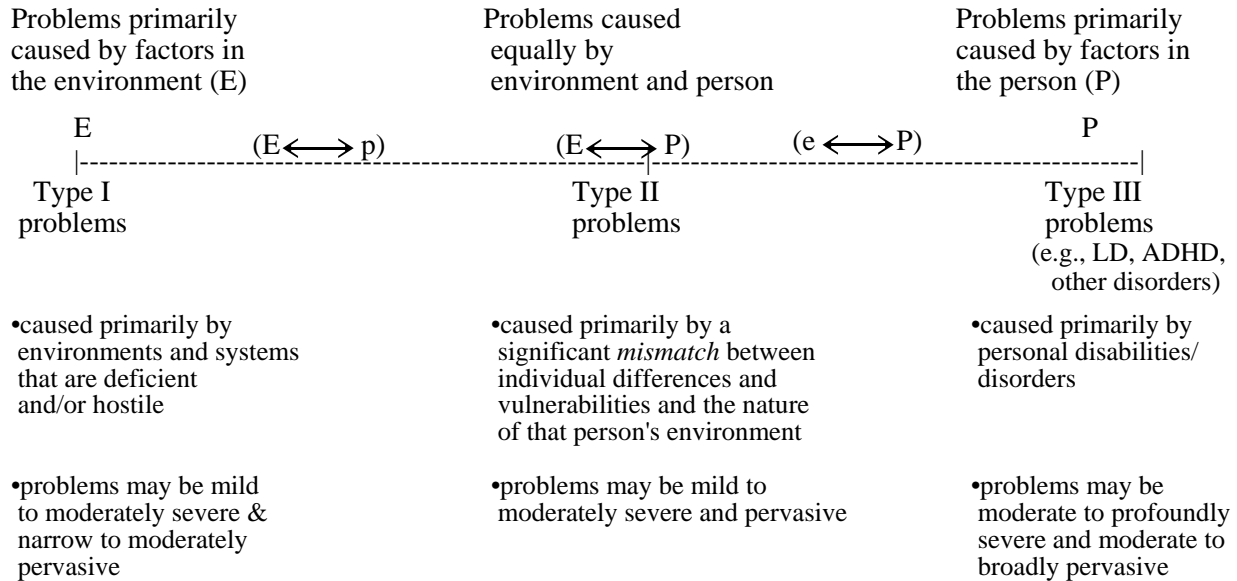 Problems primarily
caused by factors in
the environment (E)
Problems caused
equally by
environment and person
Problems primarily
caused by factors in
the person (P)
E
(E ⟷ p)
(E ⟷ P)
(e ⟷ P)
P
|------------------------------------------------------------|------------------------------------------------------|
Type I
problems
Type II
problems
Type III
problems
(e.g., LD, ADHD,
other disorders)
•caused primarily by
environments and systems
that are deficient
and/or hostile
•caused primarily by a
significant mismatch between
individual differences and
vulnerabilities and the nature
of that person's environment
•caused primarily by
personal disabilities/
disorders
•problems may be mild
to moderately severe &
narrow to moderately
pervasive
•problems may be mild to
moderately severe and pervasive
•problems may be
moderate to profoundly
severe and moderate to
broadly pervasive